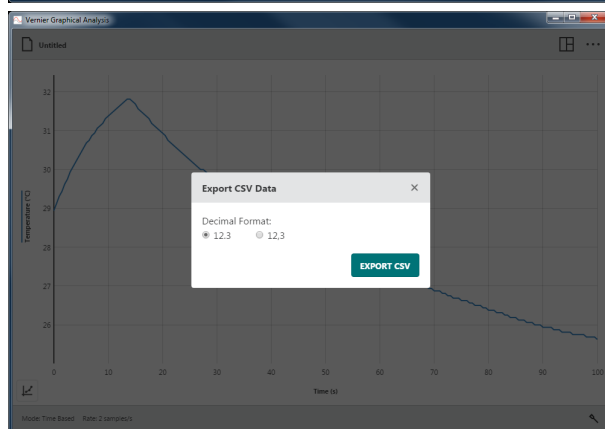 Vernier Graphical Analysis
Untitled
32
31
30
29
28
27
26
Temperature (°C)
Export CSV Data ×
Decimal Format:
12.3 12,3
EXPORT CSV
0 10 20 30 40 50 60 70 80 90 100
Time (s)
Mode: Time Based Rate: 2 samples/s